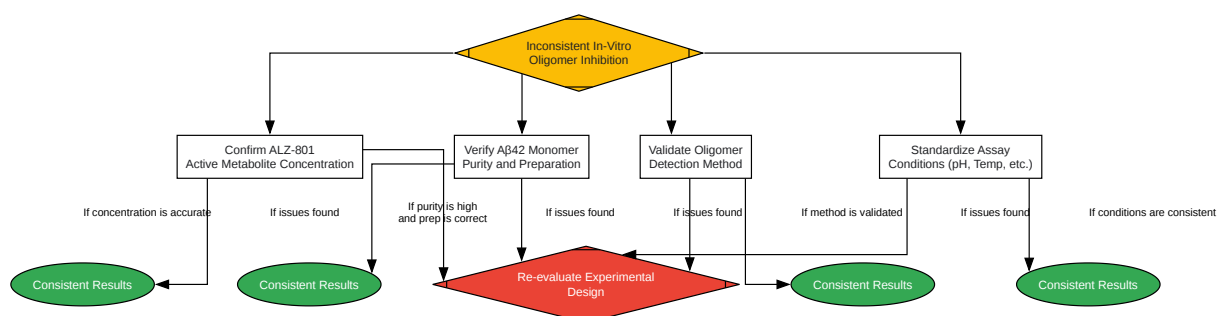 Inconsistent In-Vitro
Oligomer Inhibition
Confirm ALZ-801
Active Metabolite Concentration
Verify Aβ42 Monomer
Purity and Preparation
Validate Oligomer
Detection Method
Standardize Assay
Conditions (pH, Temp, etc.)
If concentration is accurate
If issues found
If purity is high
and prep is correct
If issues found
If issues found
If method is validated
If issues found
If conditions are consistent
Consistent Results
Consistent Results
Re-evaluate Experimental
Design
Consistent Results
Consistent Results